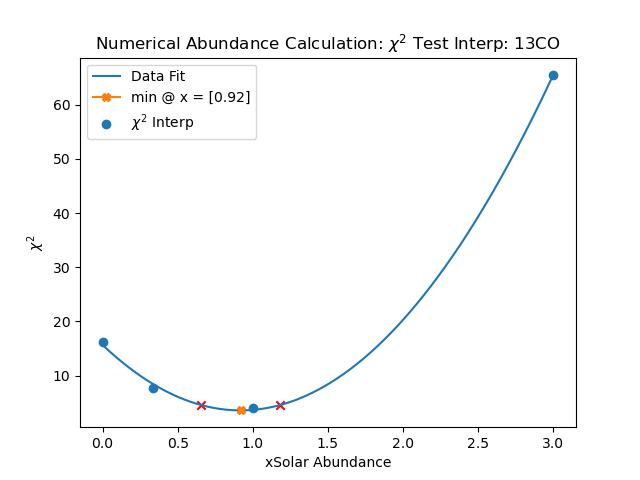 Numerical Abundance Calculation: χ² Test Interp: 13CO
Data Fit
min @ x = [0.92]
χ² Interp
χ²
60
50
40
30
20
10
0.0 0.5 1.0 1.5 2.0 2.5 3.0
xSolar Abundance